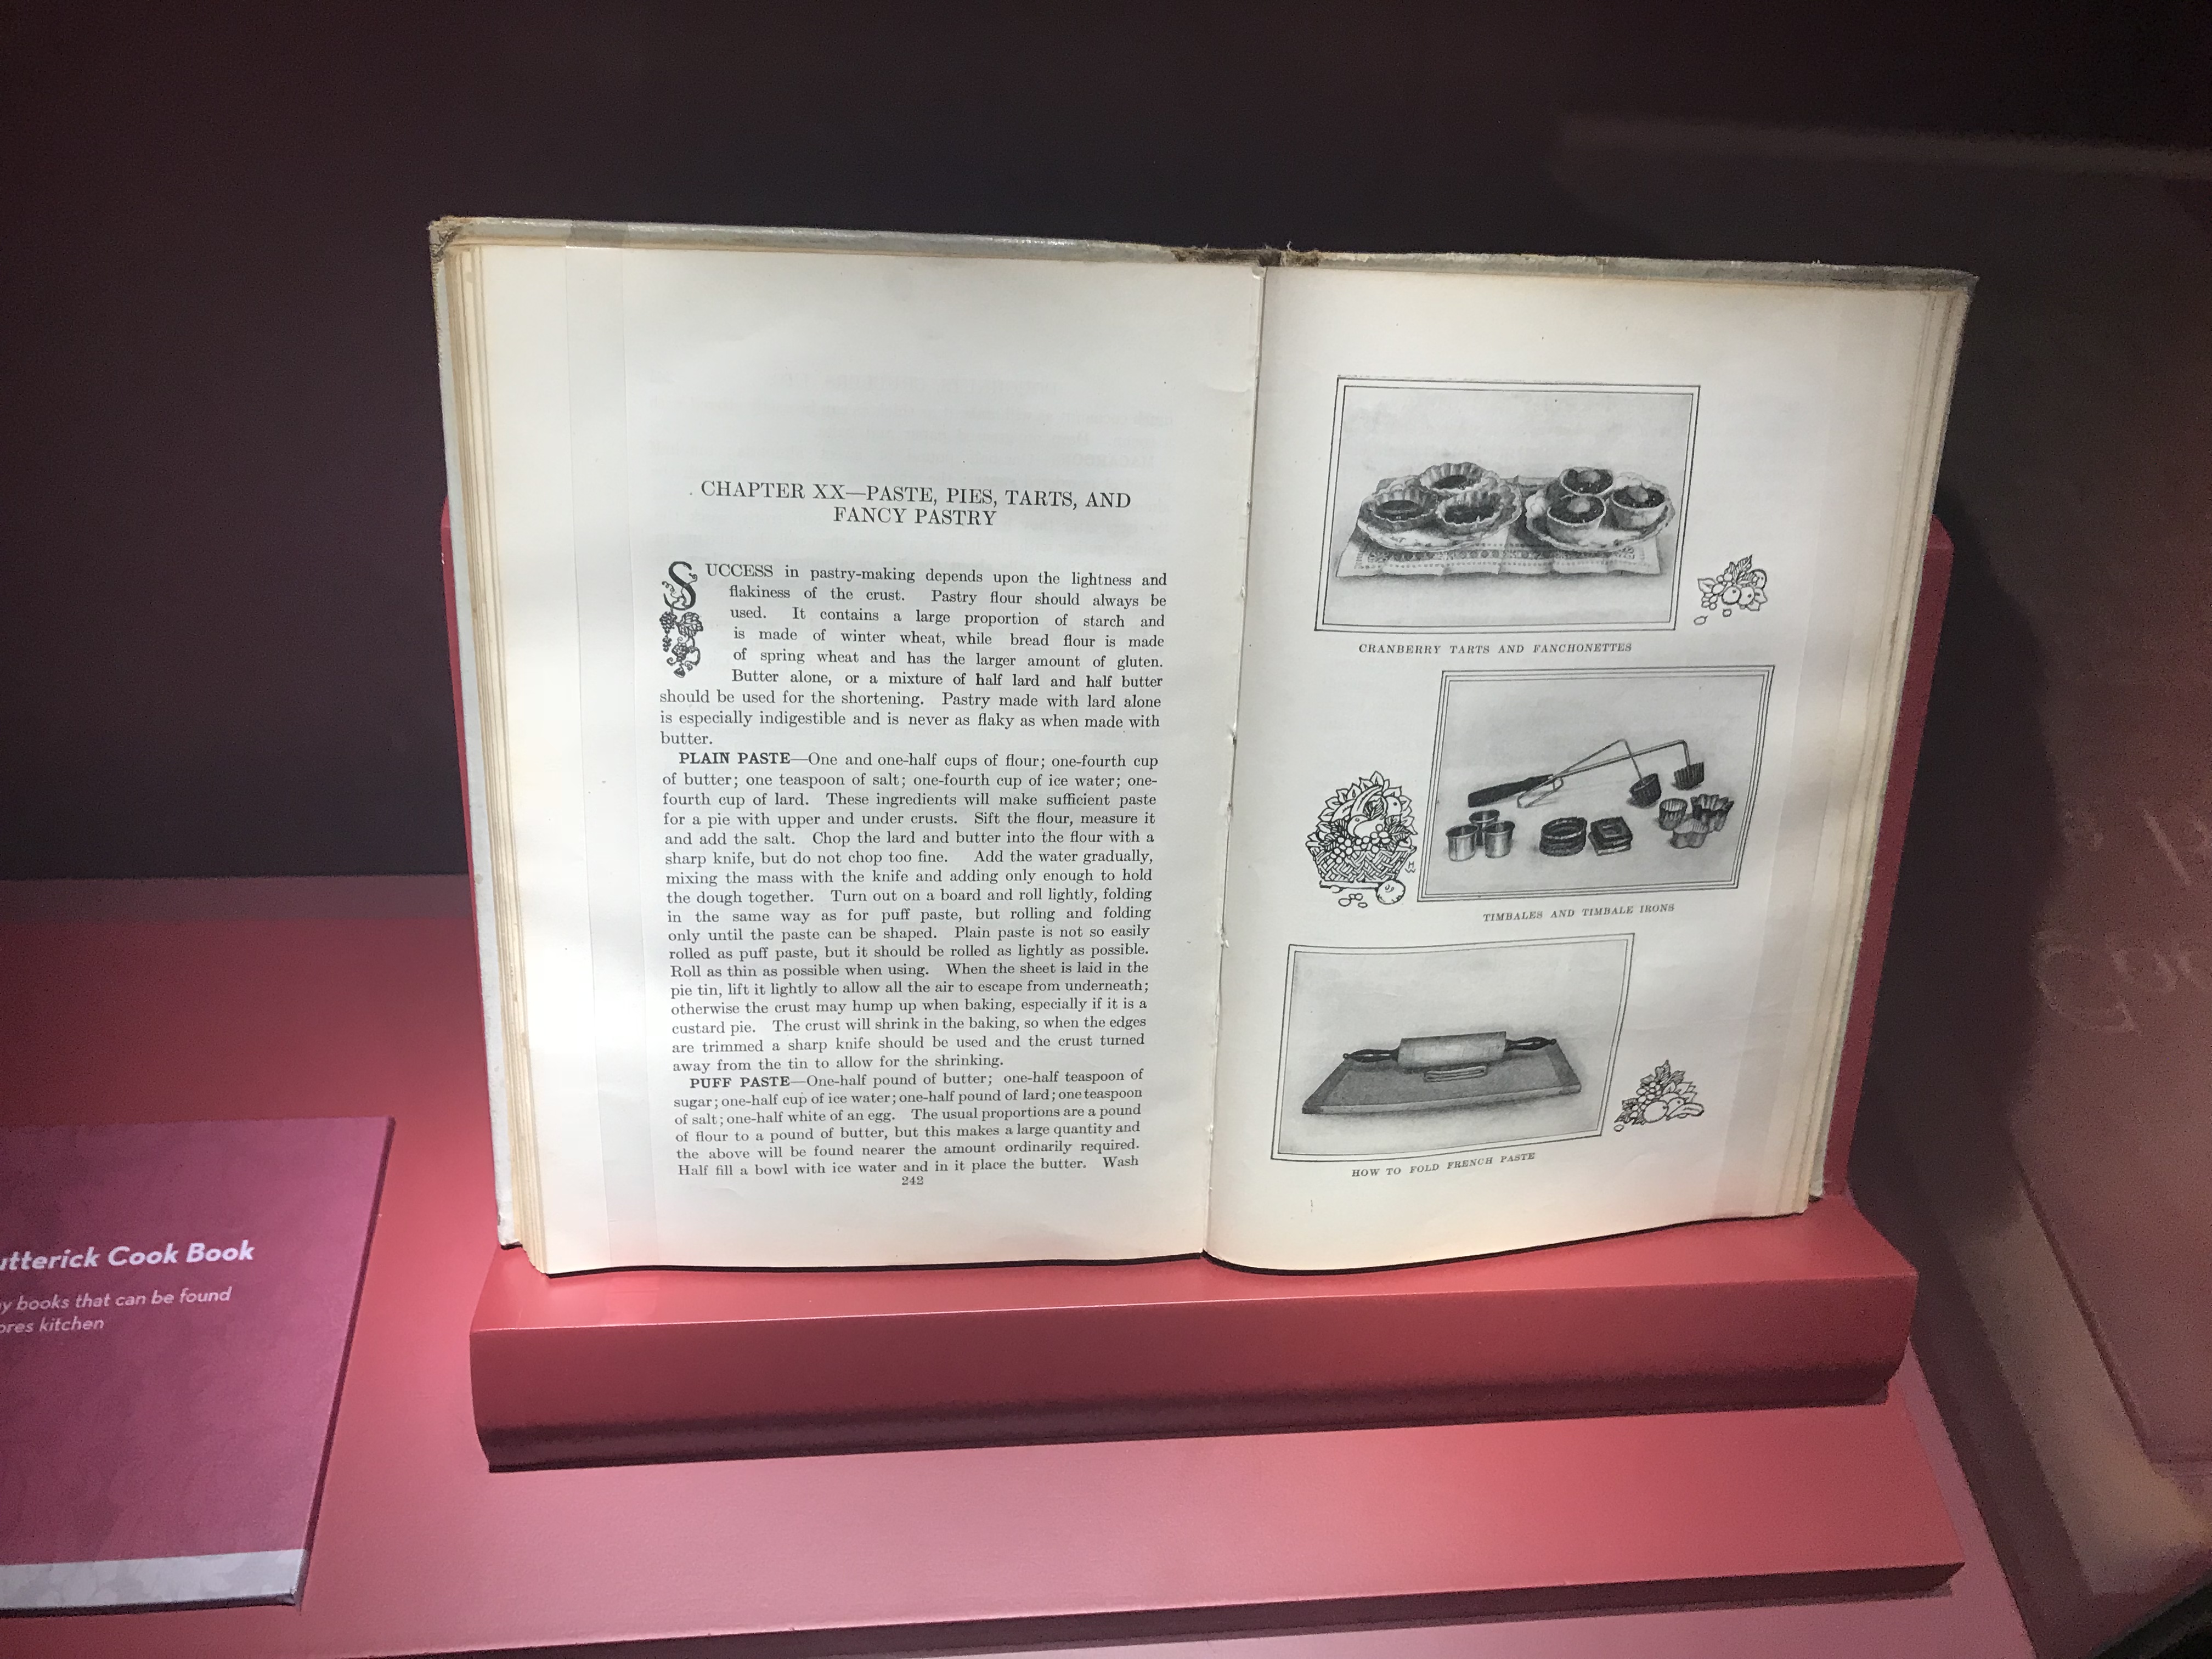 CHAPTER XX—PASTE, PIES, TARTS, AND
FANCY PASTRY
SUCCESS in pastry-making depends upon the lightness and
flakiness of the crust. Pastry flour should always be
used. It contains a large proportion of starch and
is made of winter wheat, while bread flour is made
of spring wheat and has the larger amount of gluten.
Butter alone, or a mixture of half lard and half butter
should be used for the shortening. Pastry made with lard alone
is especially indigestible and is never as flaky as when made with
butter.
PLAIN PASTE—One and one-half cups of flour; one-fourth cup
of butter; one teaspoon of salt; one-fourth cup of ice water; one-
fourth cup of lard. These ingredients will make sufficient paste
for a pie with upper and under crusts. Sift the flour, measure it
and add the salt. Chop the lard and butter into the flour with a
sharp knife, but do not chop too fine. Add the water gradually,
mixing the mass with the knife and adding only enough to hold
the dough together. Turn out on a board and roll lightly, folding
in the same way as for puff paste, but rolling and folding
only until the paste can be shaped. Plain paste is not so easily
rolled as puff paste, but it should be rolled as lightly as possible.
Roll as thin as possible when using. When the sheet is laid in the
pie tin, lift it lightly to allow all the air to escape from underneath;
otherwise the crust may hump up when baking, especially if it is a
custard pie. The crust will shrink in the baking, so when the edges
are trimmed a sharp knife should be used and the crust turned
away from the tin to allow for the shrinking.
PUFF PASTE—One-half pound of butter; one-half teaspoon of
sugar; one-half cup of ice water; one-half pound of lard; one teaspoon
of salt; one-half white of an egg. The usual proportions are a pound
of flour to a pound of butter, but this makes a large quantity and
the above will be found nearer the amount ordinarily required.
Half fill a bowl with ice water and in it place the butter. Wash
242
CRANBERRY TARTS AND FANCHONETTES
TIMBALES AND TIMBALE IRONS
HOW TO FOLD FRENCH PASTE
utterick Cook Book
y books that can be found
ores kitchen